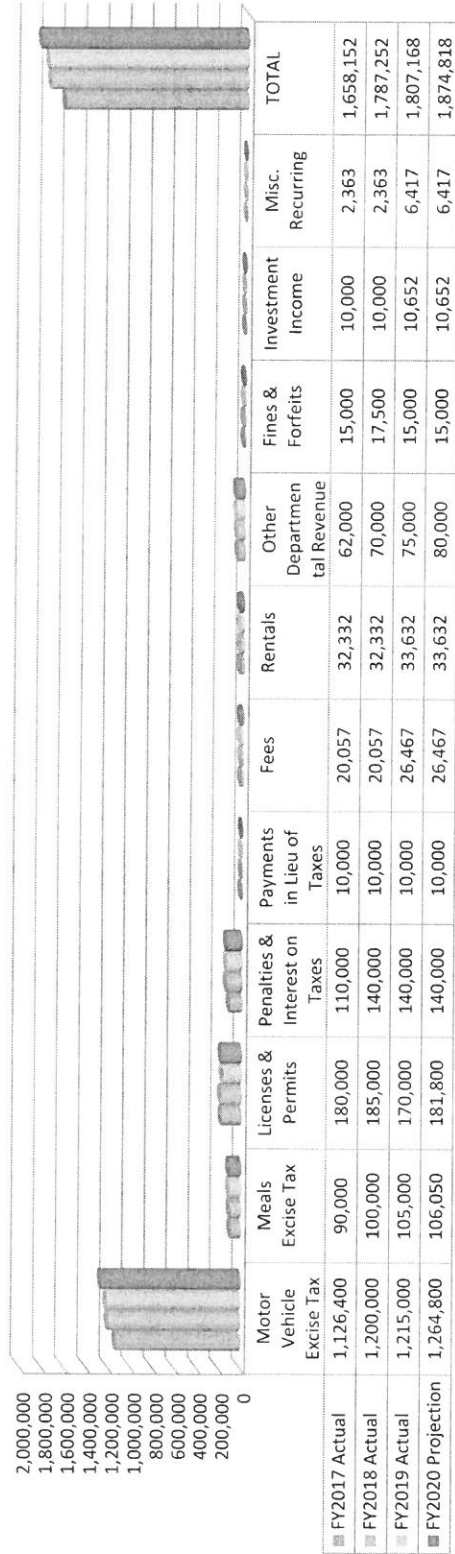 2,000,000
1,800,000
1,600,000
1,400,000
1,200,000
1,000,000
800,000
600,000
400,000
200,000
0
Motor Vehicle Excise Tax | Meals Excise Tax | Licenses & Permits | Penalties & Interest on Taxes | Payments in Lieu of Taxes | Fees | Rentals | Other Departmen tal Revenue | Fines & Forfeits | Investment Income | Misc. Recurring | TOTAL
FY2017 Actual | 1,126,400 | 90,000 | 180,000 | 110,000 | 10,000 | 20,057 | 32,332 | 62,000 | 15,000 | 10,000 | 2,363 | 1,658,152
FY2018 Actual | 1,200,000 | 100,000 | 185,000 | 140,000 | 10,000 | 20,057 | 32,332 | 70,000 | 17,500 | 10,000 | 2,363 | 1,787,252
FY2019 Actual | 1,215,000 | 105,000 | 170,000 | 140,000 | 10,000 | 26,467 | 33,632 | 75,000 | 15,000 | 10,652 | 6,417 | 1,807,168
FY2020 Projection | 1,264,800 | 106,050 | 181,800 | 140,000 | 10,000 | 26,467 | 33,632 | 80,000 | 15,000 | 10,652 | 6,417 | 1,874,818